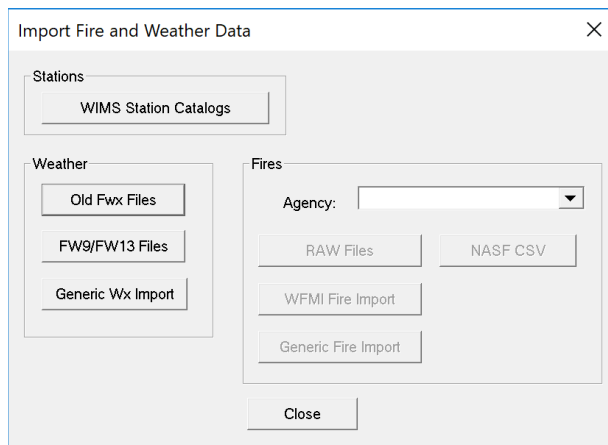 Import Fire and Weather Data
Stations
WIMS Station Catalogs
Weather
Old Fwx Files
FW9/FW13 Files
Generic Wx Import
Fires
Agency:
RAW Files
NASF CSV
WFMI Fire Import
Generic Fire Import
Close